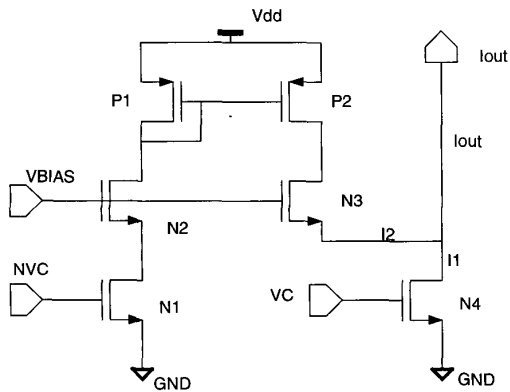 Vdd
Iout
P1
P2
Iout
VBIAS
N3
N2
I2
NVC
I1
VC
N4
N1
GND
GND